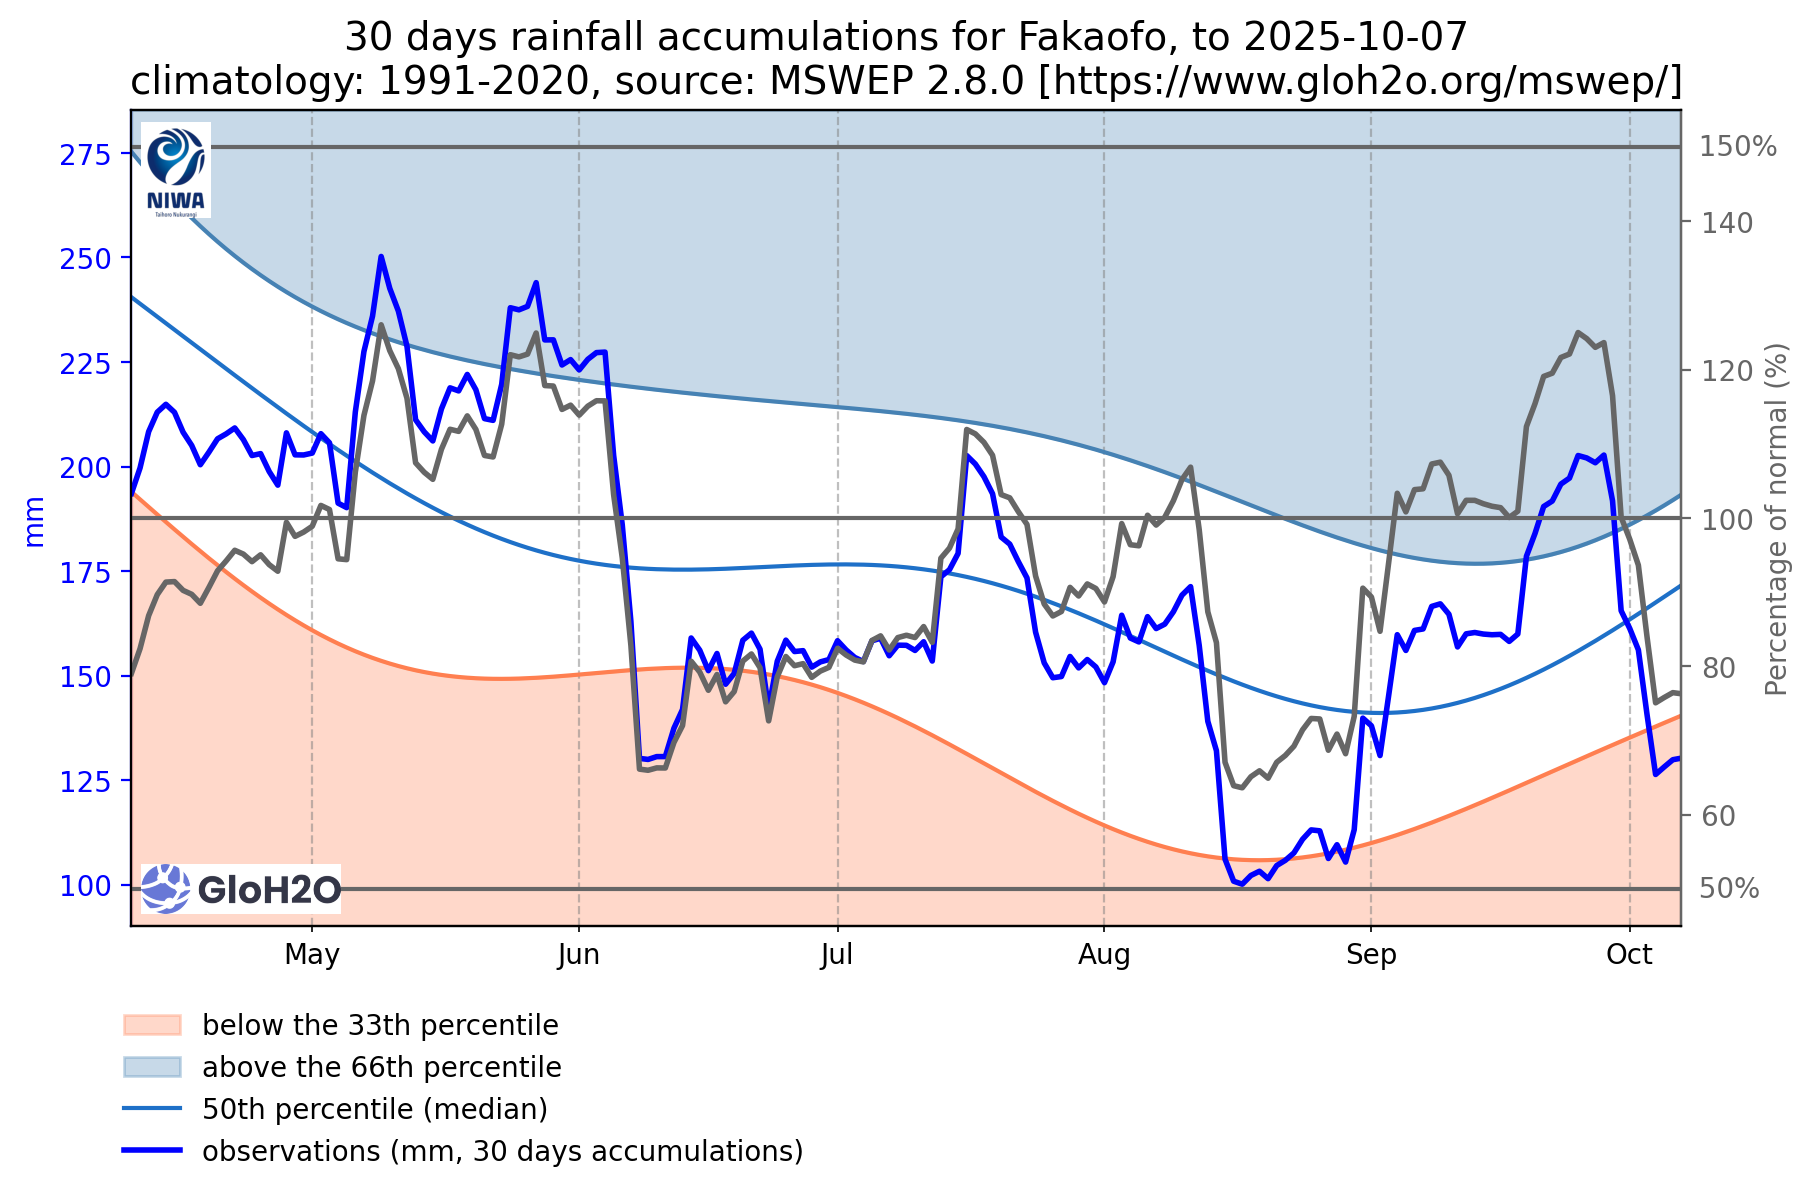 30 days rainfall accumulations for Fakaofo, to 2025-10-07
climatology: 1991-2020, source: MSWEP 2.8.0 [https://www.gloh2o.org/mswep/]
NIWA
Taihoro Nukurangi
275
250
225
200
175
150
125
100
mm
150%
140
120
100
80
60
50%
Percentage of normal (%)
GloH2O
May Jun Jul Aug Sep Oct
below the 33th percentile
above the 66th percentile
50th percentile (median)
observations (mm, 30 days accumulations)